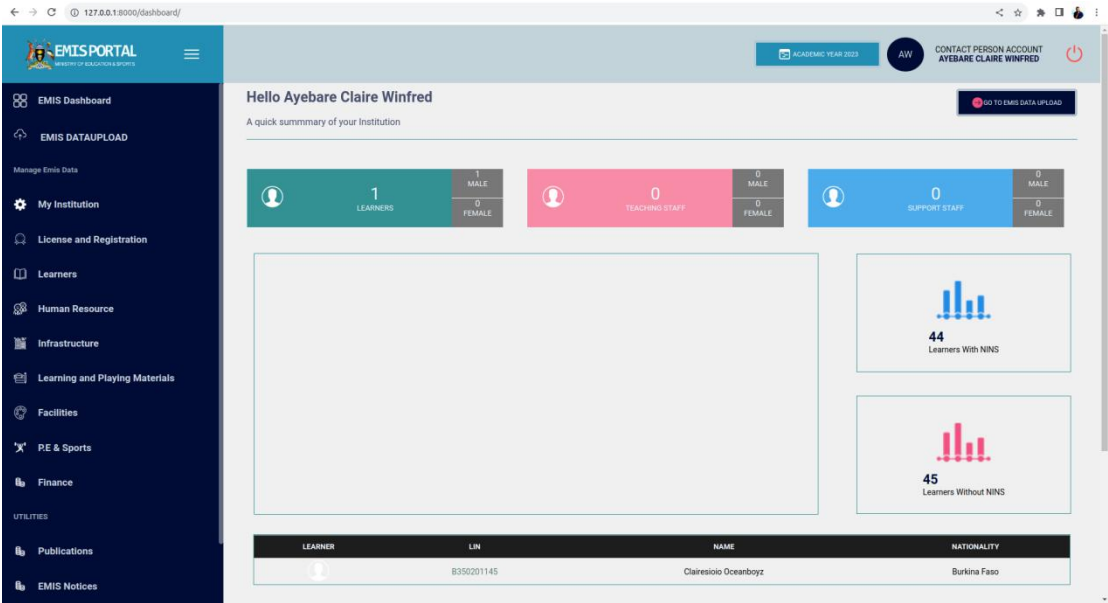 127.0.0.1:8000/dashboard/
EMIS PORTAL
MINISTRY OF EDUCATION & SPORTS
ACADEMIC YEAR 2023
AW
CONTACT PERSON ACCOUNT
AYEBARE CLAIRE WINFRED
EMIS Dashboard
EMIS DATAUPLOAD
Manage Emis Data
My Institution
License and Registration
Learners
Human Resource
Infrastructure
Learning and Playing Materials
Facilities
P.E & Sports
Finance
UTILITIES
Publications
EMIS Notices
Hello Ayebare Claire Winfred
GO TO EMIS DATA UPLOAD
A quick summmary of your Institution
1
LEARNERS
1
MALE
0
FEMALE
0
TEACHING STAFF
0
MALE
0
FEMALE
0
SUPPORT STAFF
0
MALE
0
FEMALE
44
Learners With NINS
45
Learners Without NINS
LEARNER LIN NAME NATIONALITY
B350201145 Clairesioio Oceanboyz Burkina Faso